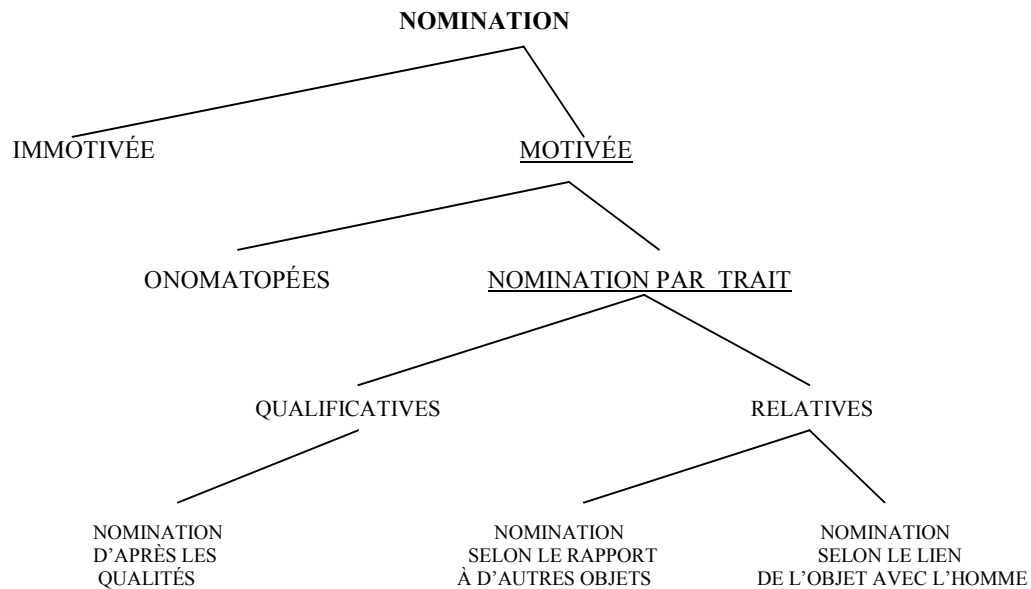 NOMINATION
IMMOTIVÉE
MOTIVÉE
ONOMATOPÉES
NOMINATION PAR TRAIT
QUALIFICATIVES
RELATIVES
NOMINATION
D’APRÈS LES
QUALITÉS
NOMINATION
SELON LE RAPPORT
À D’AUTRES OBJETS
NOMINATION
SELON LE LIEN
DE L’OBJET AVEC L’HOMME